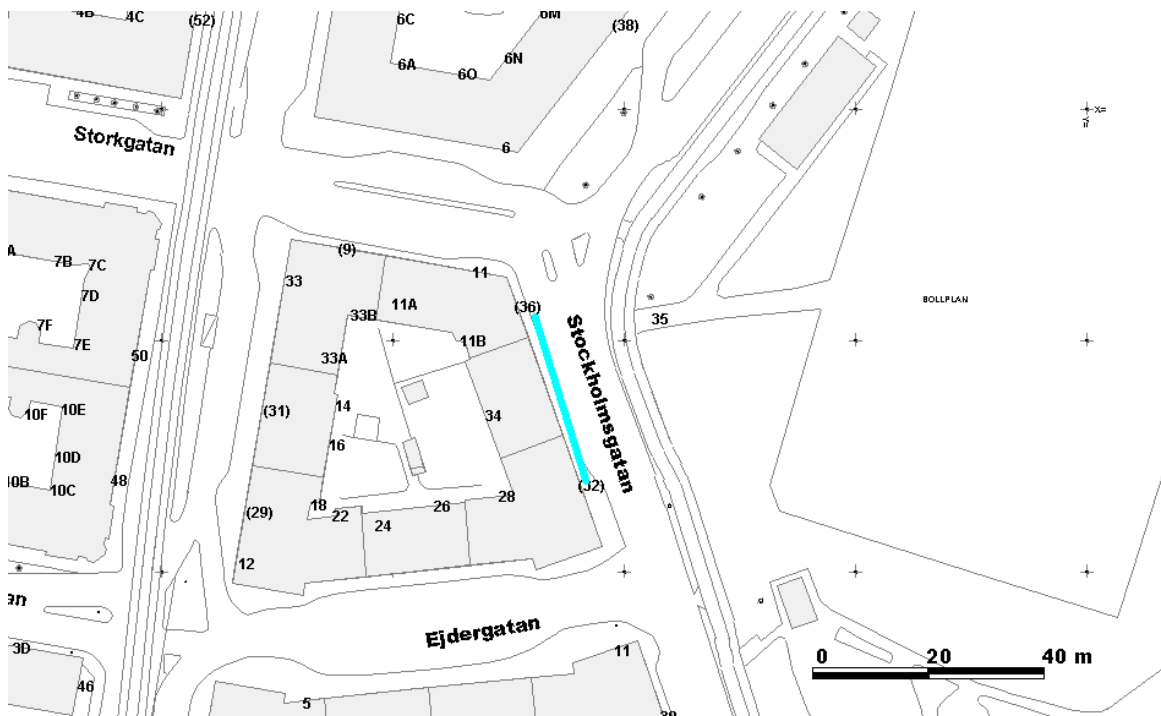 4B
4C
(52)
6C
6M
(38)
6A
6O
6N
X=
Storkgatan
6
A
7B
7C
(9)
11
33
7D
11A
(36)
BOLLPLAN
33B
35
7F
7E
11B
50
33A
Stockholmsgatan
10F
10E
(31)
14
34
16
10D
10C
48
(32)
28
(29)
18
22
26
24
12
Ejdergatan
3D
11
46
5
0 20 40 m